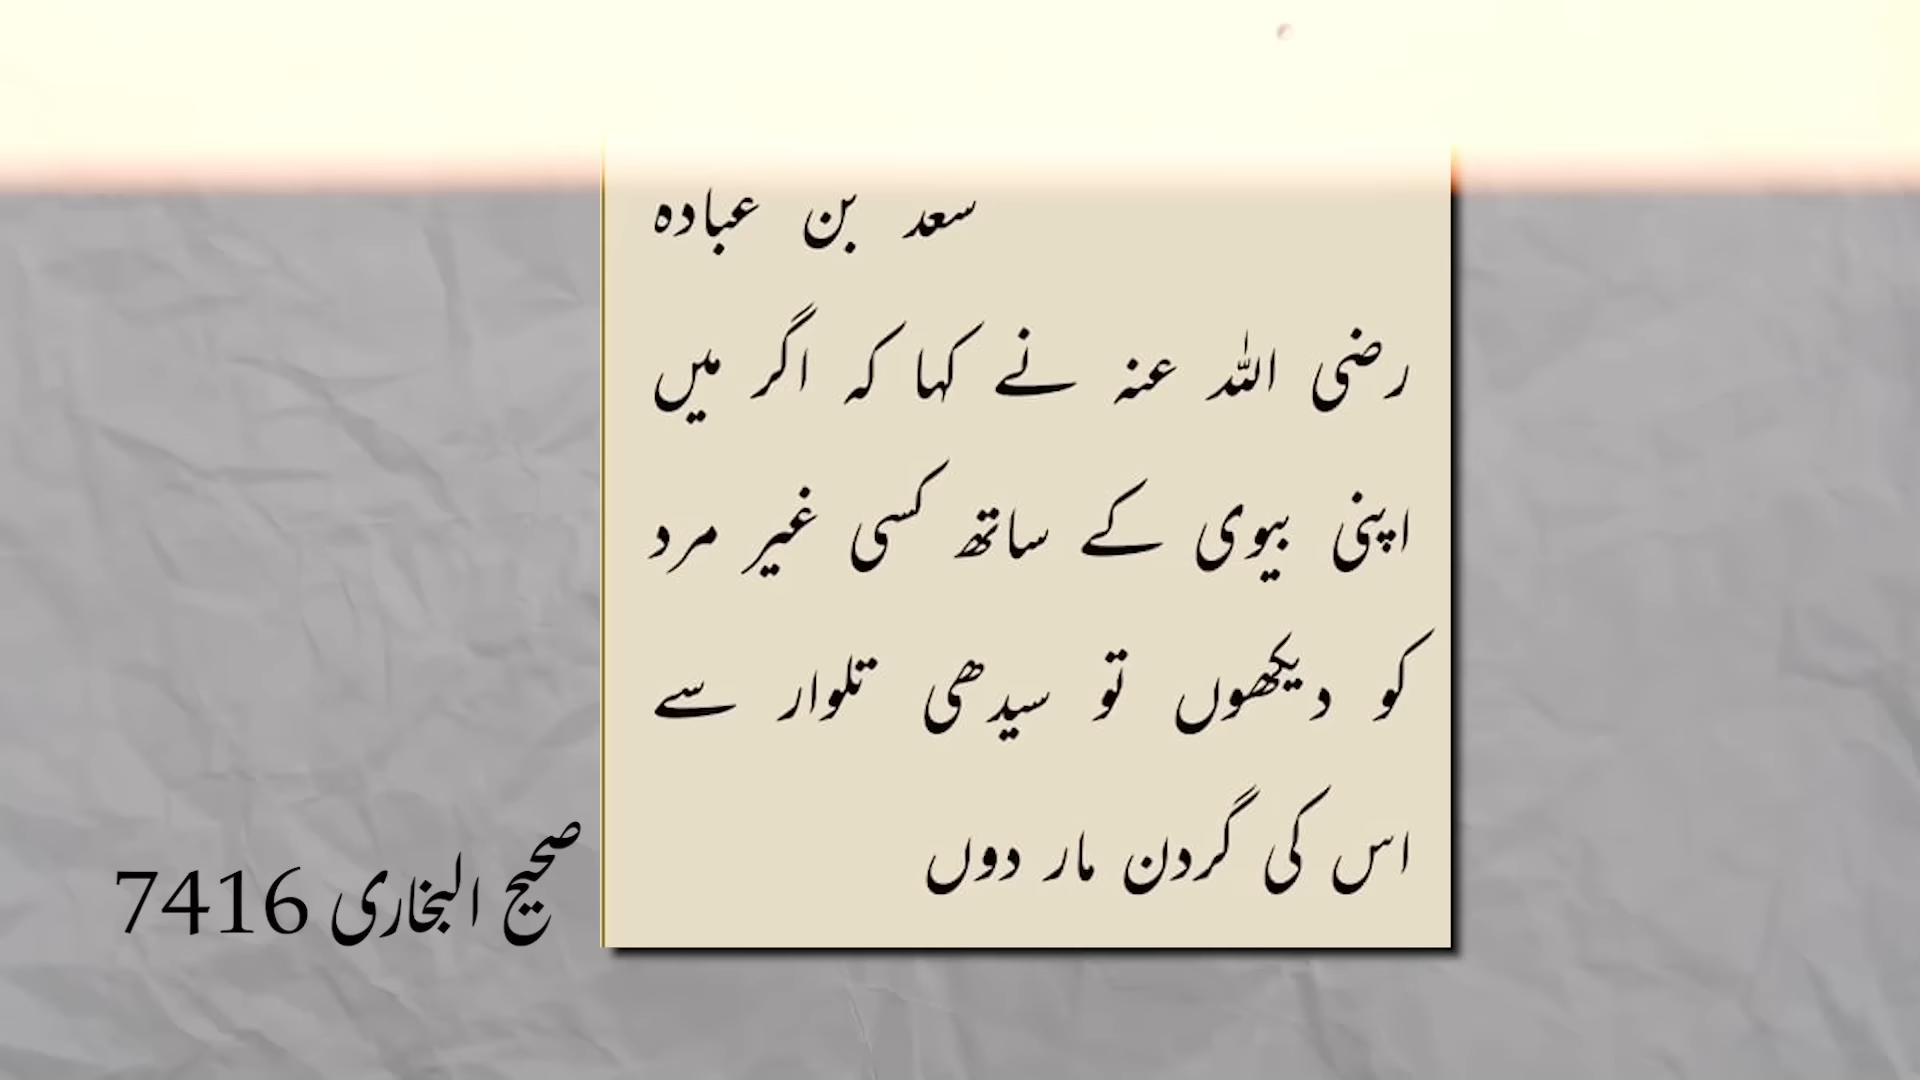 سعد بن عبادہ
رضی اللہ عنہ نے کہا کہ اگر میں
اپنی بیوی کے ساتھ کسی غیر مرد
کو دیکھوں تو سیدھی تلوار سے
اس کی گردن مار دوں
صحیح البخاری 7416